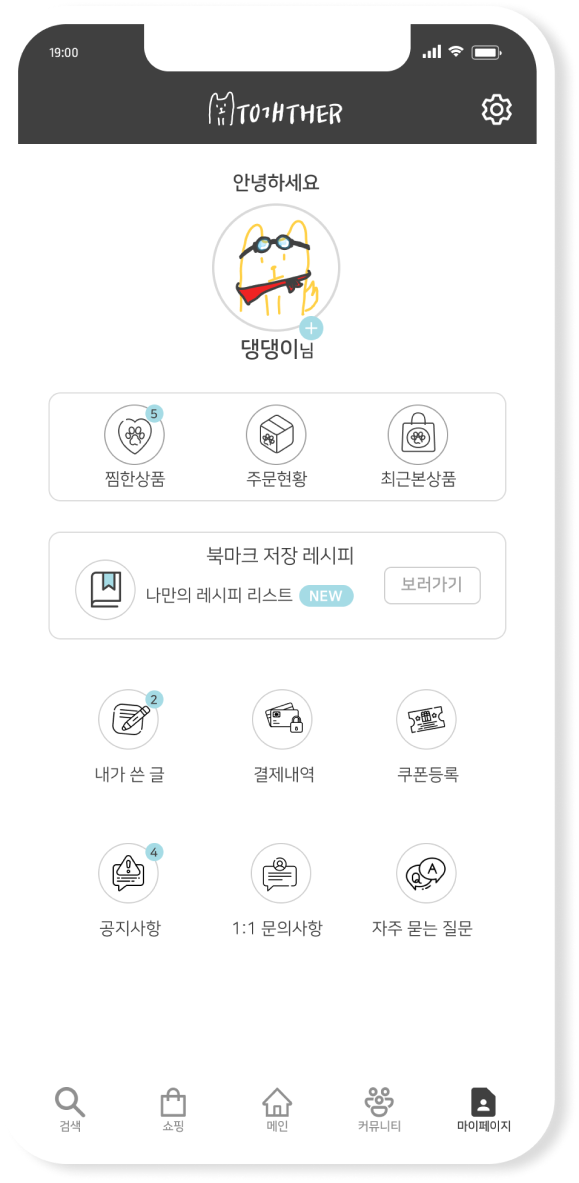 19:00
TO개HTHER
안녕하세요
댕댕이님
5
찜한상품 주문현황 최근본상품
북마크 저장 레시피
나만의 레시피 리스트 NEW 보러가기
2
내가 쓴 글 결제내역 쿠폰등록
4
Q A
공지사항 1:1 문의사항 자주 묻는 질문
검색 쇼핑 메인 커뮤니티 마이페이지